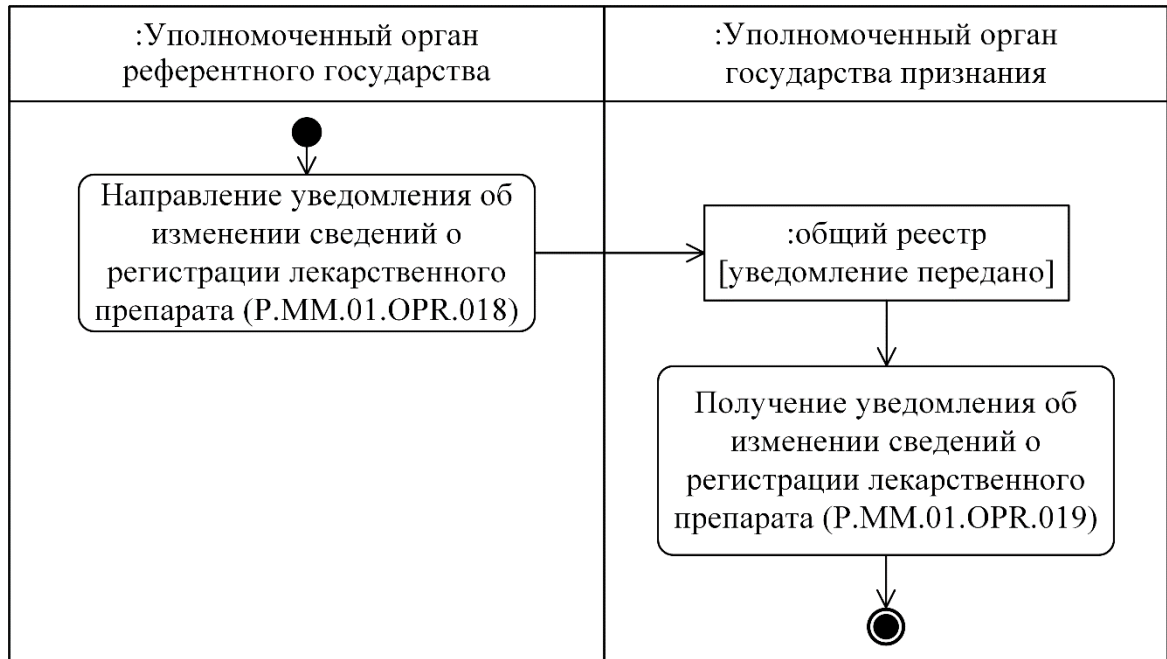 :Уполномоченный орган
референтного государства
:Уполномоченный орган
государства признания
Направление уведомления об
изменении сведений о
регистрации лекарственного
препарата (P.MM.01.OPR.018)
:общий реестр
[уведомление передано]
Получение уведомления об
изменении сведений о
регистрации лекарственного
препарата (P.MM.01.OPR.019)